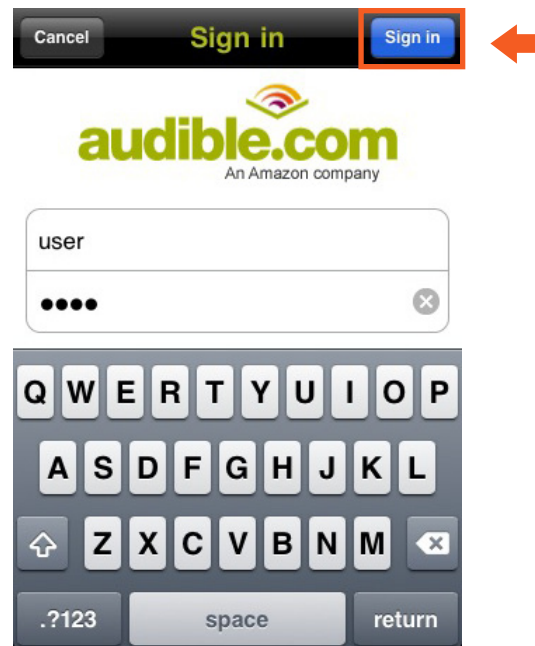 Cancel Sign in Sign in
audible.com
An Amazon company
user
••••
Q W E R T Y U I O P
A S D F G H J K L
Z X C V B N M
.?123 space return